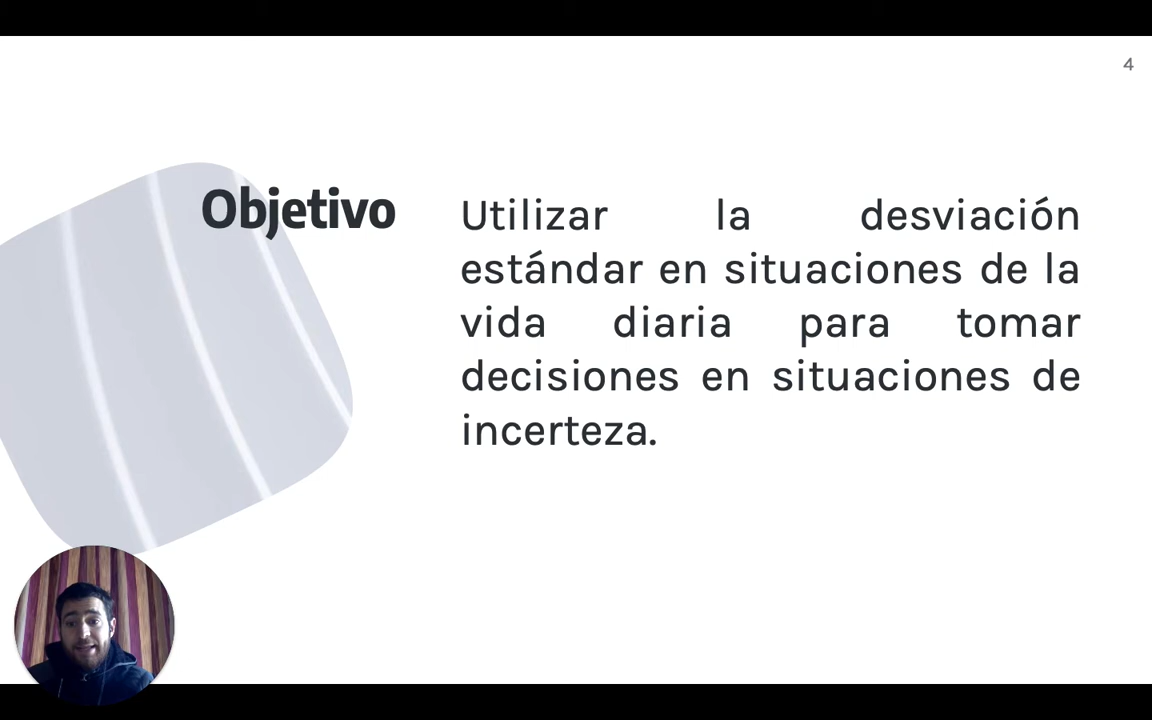 4
Objetivo
Utilizar la desviación
estándar en situaciones de la
vida diaria para tomar
decisiones en situaciones de
incerteza.